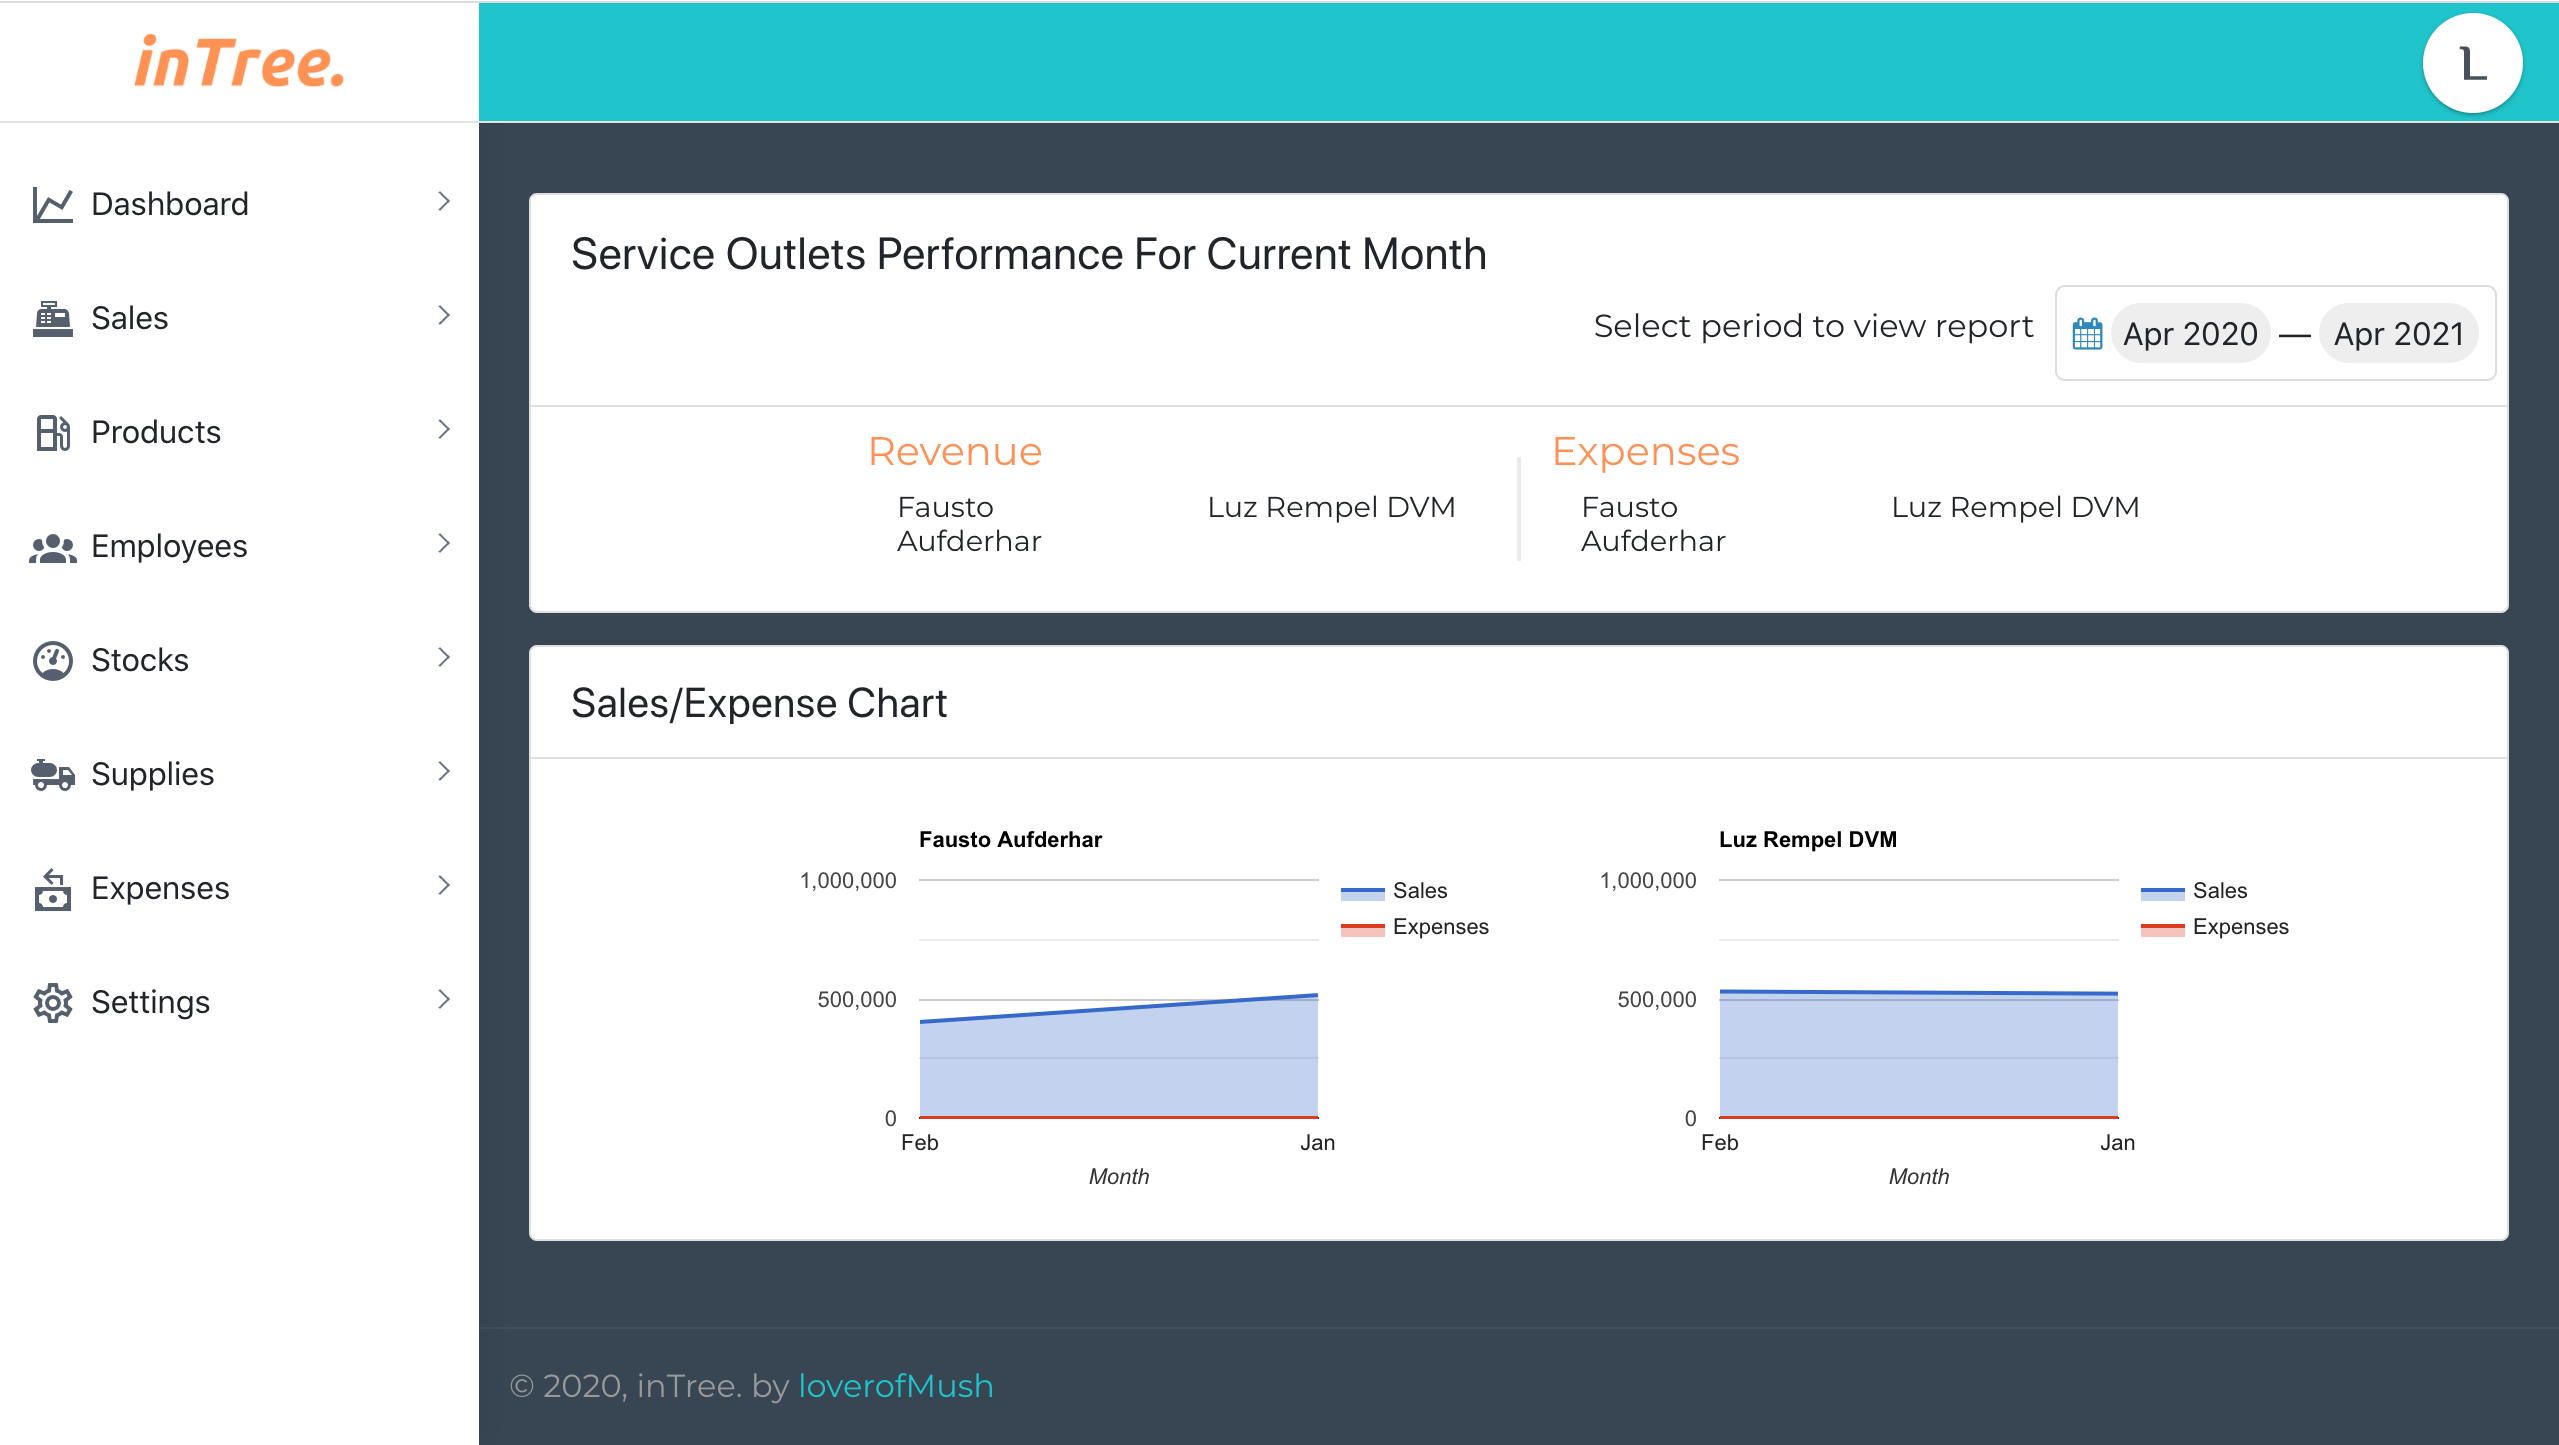 inTree.
L
Dashboard
Sales
Products
Employees
Stocks
Supplies
Expenses
Settings
Service Outlets Performance For Current Month
Select period to view report
Apr 2020 — Apr 2021
Revenue
Fausto
Aufderhar
Luz Rempel DVM
Expenses
Fausto
Aufderhar
Luz Rempel DVM
Sales/Expense Chart
Fausto Aufderhar
1,000,000
500,000
0
Feb
Jan
Month
Sales
Expenses
Luz Rempel DVM
1,000,000
500,000
0
Feb
Jan
Month
Sales
Expenses
© 2020, inTree. by loverofMush